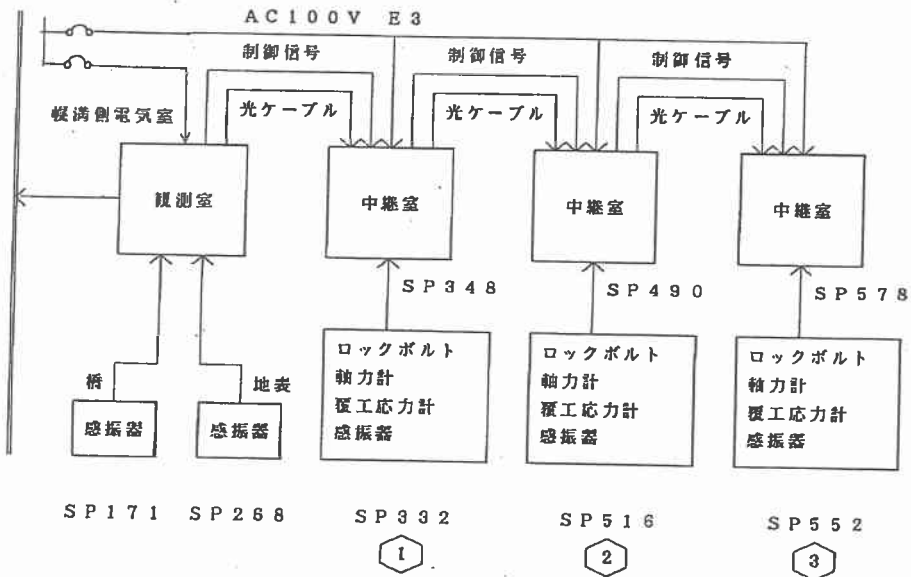 AC100V E3
制御信号
制御信号
制御信号
光ケーブル
光ケーブル
光ケーブル
幌満側電気室
観測室
中継室
中継室
中継室
SP348
SP490
SP578
ロックボルト
軸力計
覆工応力計
感振器
ロックボルト
軸力計
覆工応力計
感振器
ロックボルト
軸力計
覆工応力計
感振器
橋
地表
感振器
感振器
SP171
SP268
SP332
SP516
SP552
1
2
3